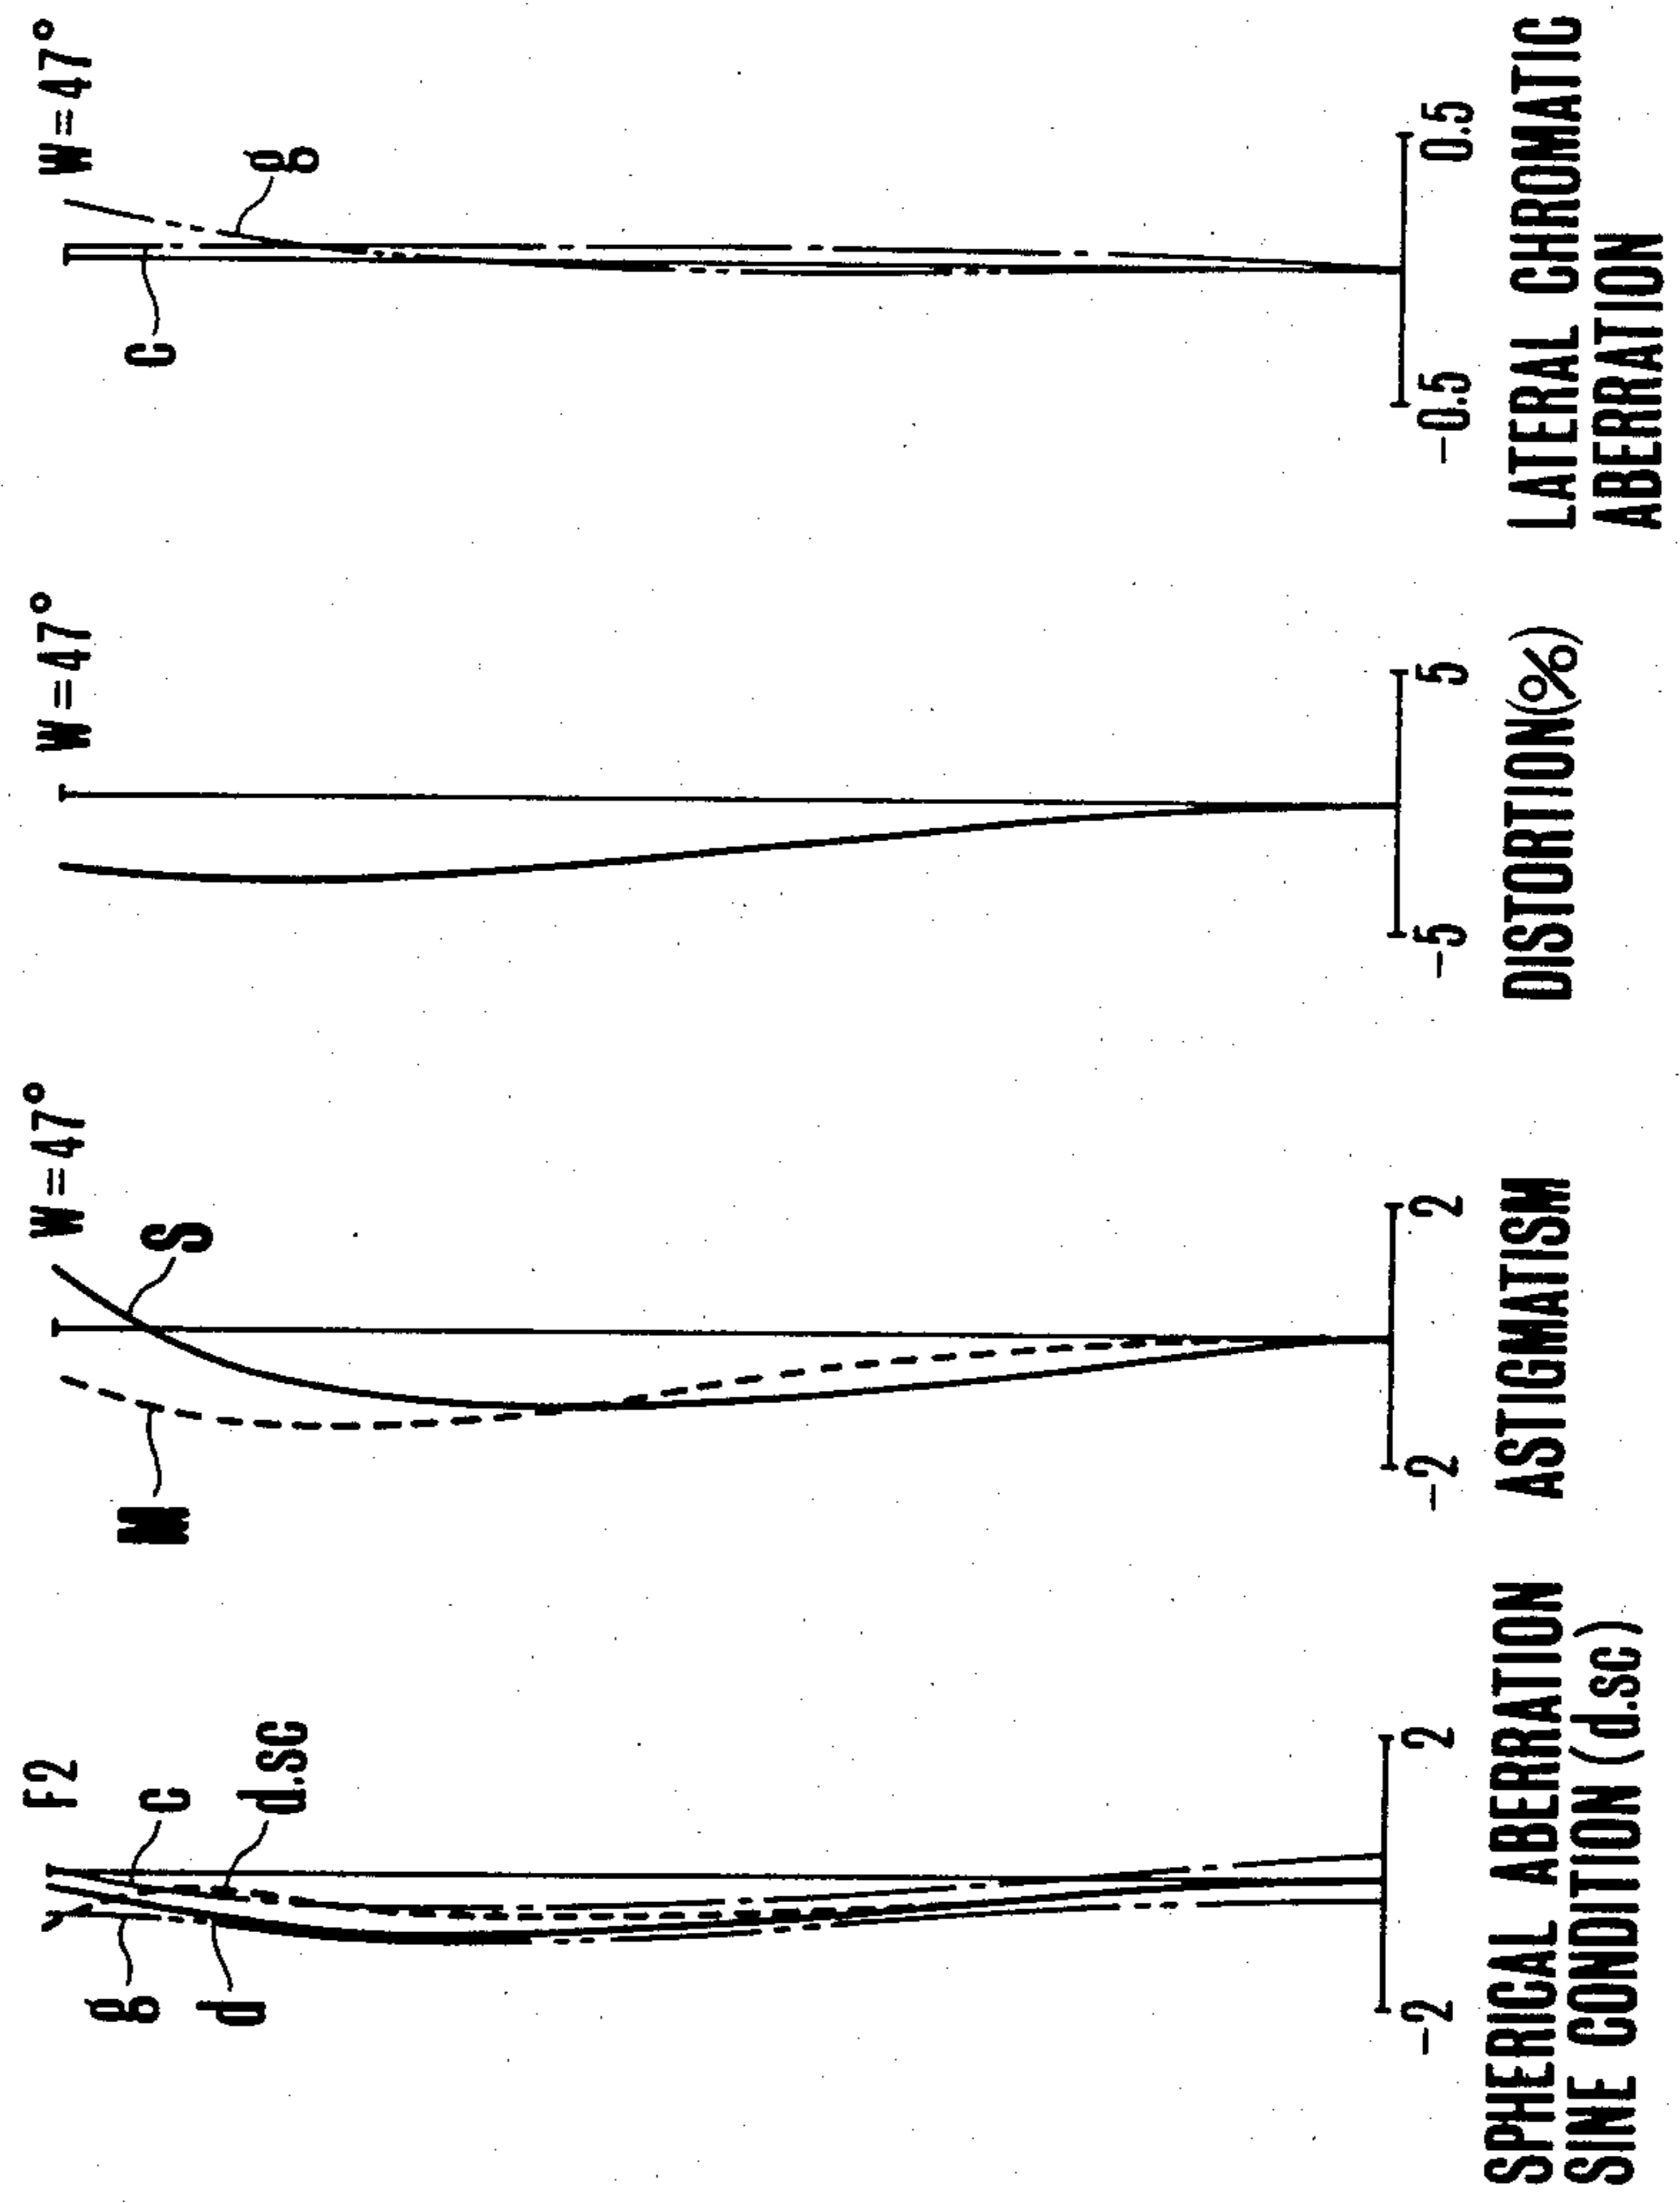 F2
g
d
C
d.sc
-2
2
SPHERICAL ABERRATION
SINE CONDITION (d.sc)
W=47°
M
S
-2
2
ASTIGMATISM
W=47°
-5
5
DISTORTION(%)
W=47°
C
g
-0.5
0.5
LATERAL CHROMATIC
ABERRATION